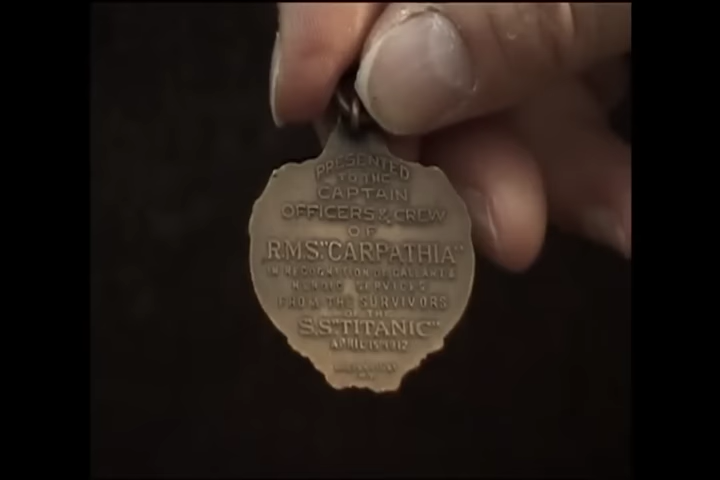 PRESENTED
TO THE
CAPTAIN
OFFICERS & CREW
OF
R.M.S. "CARPATHIA"
IN RECOGNITION OF GALLANT &
HEROIC SERVICES
FROM THE SURVIVORS
OF THE
S.S. "TITANIC"
APRIL 15 1912